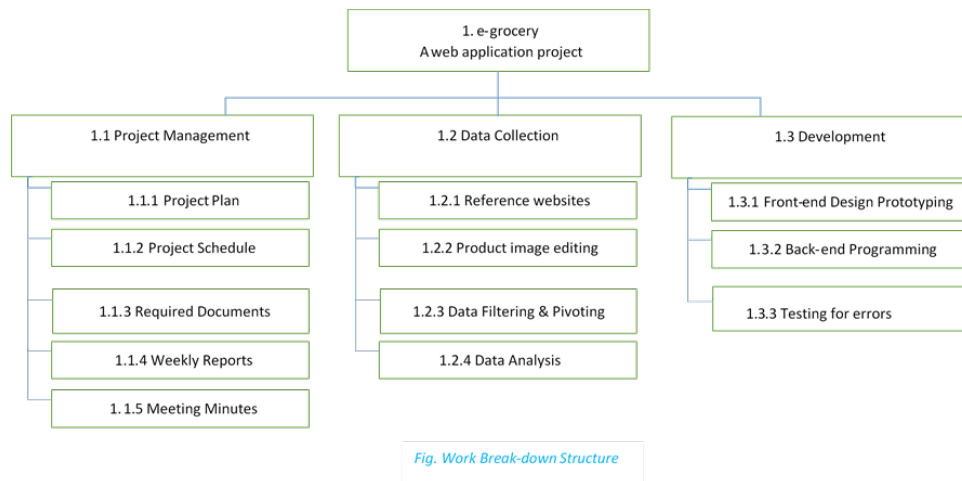 1. e-grocery
A web application project
1.1 Project Management
1.2 Data Collection
1.3 Development
1.1.1 Project Plan
1.1.2 Project Schedule
1.1.3 Required Documents
1.1.4 Weekly Reports
1.1.5 Meeting Minutes
1.2.1 Reference websites
1.2.2 Product image editing
1.2.3 Data Filtering & Pivoting
1.2.4 Data Analysis
1.3.1 Front-end Design Prototyping
1.3.2 Back-end Programming
1.3.3 Testing for errors
Fig. Work Break-down Structure